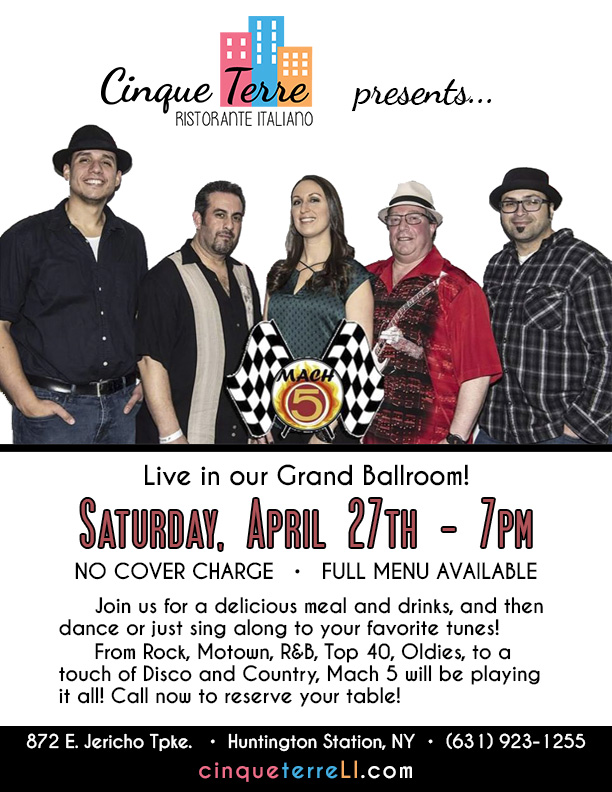 Cinque Terre presents...
RISTORANTE ITALIANO
MACH
5
Live in our Grand Ballroom!
SATURDAY, APRIL 27TH - 7PM
NO COVER CHARGE • FULL MENU AVAILABLE
Join us for a delicious meal and drinks, and then
dance or just sing along to your favorite tunes!
From Rock, Motown, R&B, Top 40, Oldies, to a
touch of Disco and Country, Mach 5 will be playing
it all! Call now to reserve your table!
872 E. Jericho Tpke. • Huntington Station, NY • (631) 923-1255
cinqueterreLI.com